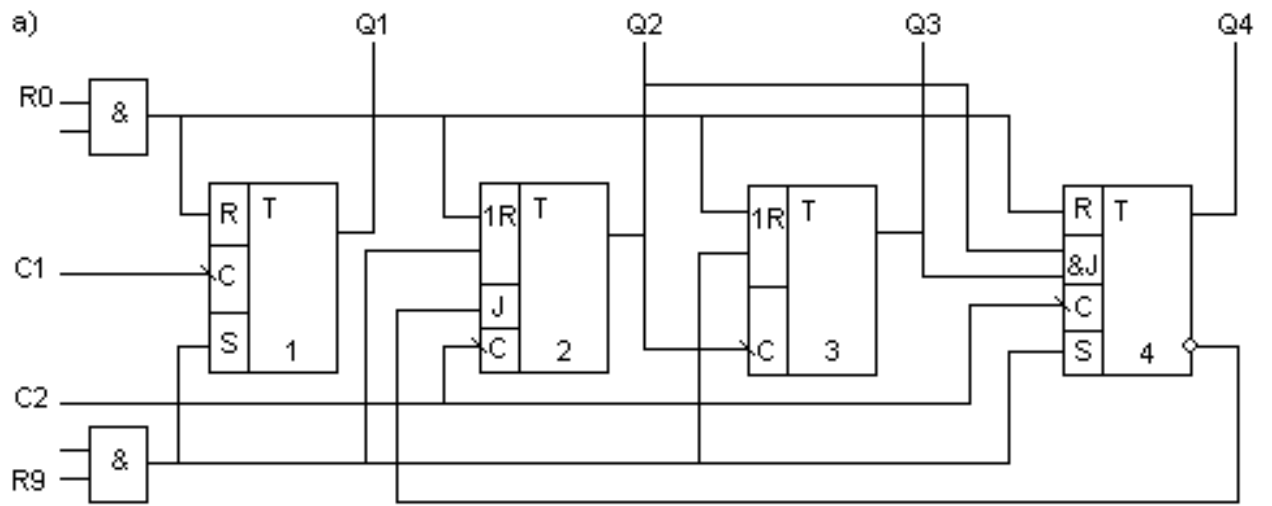 а) Q1 Q2 Q3 Q4
R0 &
R T 1R T 1R T R T
C1 C &J
J C
S 1 C 2 C 3 S 4
C2
&
R9